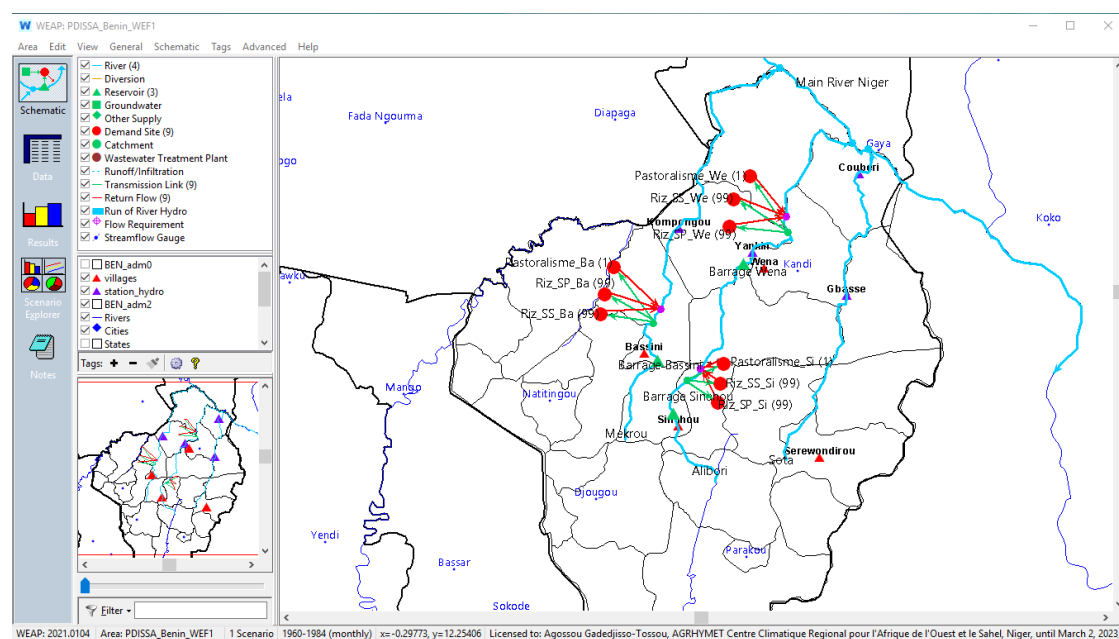 WEAP: PDISSA_Benin_WEF1
Area Edit View General Schematic Tags Advanced Help
Schematic
Data
Results
Scenario
Explorer
Notes
River (4)
Diversion
Reservoir (3)
Groundwater
Other Supply
Demand Site (9)
Catchment
Wastewater Treatment Plant
Runoff/Infiltration
Transmission Link (9)
Return Flow (9)
Run of River Hydro
Flow Requirement
Streamflow Gauge
BEN_adm0
villages
station_hydro
BEN_adm2
Rivers
Cities
States
Tags:
Filter
Main River Niger
Fada Ngourma
Diapaga
Gaya
Couberi
Pastoralisme_We (1)
Riz_SS_We (99)
Koko
Kompongou
Riz_SP_We (99)
Yankin
Wena
Kandi
Barrage Wena
Pastoralisme_Ba (1)
Riz_SP_Ba (99)
Gbasse
Riz_SS_Ba (99)
Bassini
Barrage Bassini
Pastoralisme_Si (1)
Riz_SS_Si (99)
Mango
Natitingou
Barrage Sinahou
Riz_SP_Si (99)
Mekrou
Serewondirou
Sota
Alibori
Djougou
Yendi
Parakou
Bassar
Sokode
WEAP: 2021.0104 Area: PDISSA_Benin_WEF1 1 Scenario 1960-1984 (monthly) x=-0.29773, y=12.25406 Licensed to: Agossou Gadedjisso-Tossou, AGRHYMET Centre Climatique Regional pour l'Afrique de l'Ouest et le Sahel, Niger, until March 2, 2023